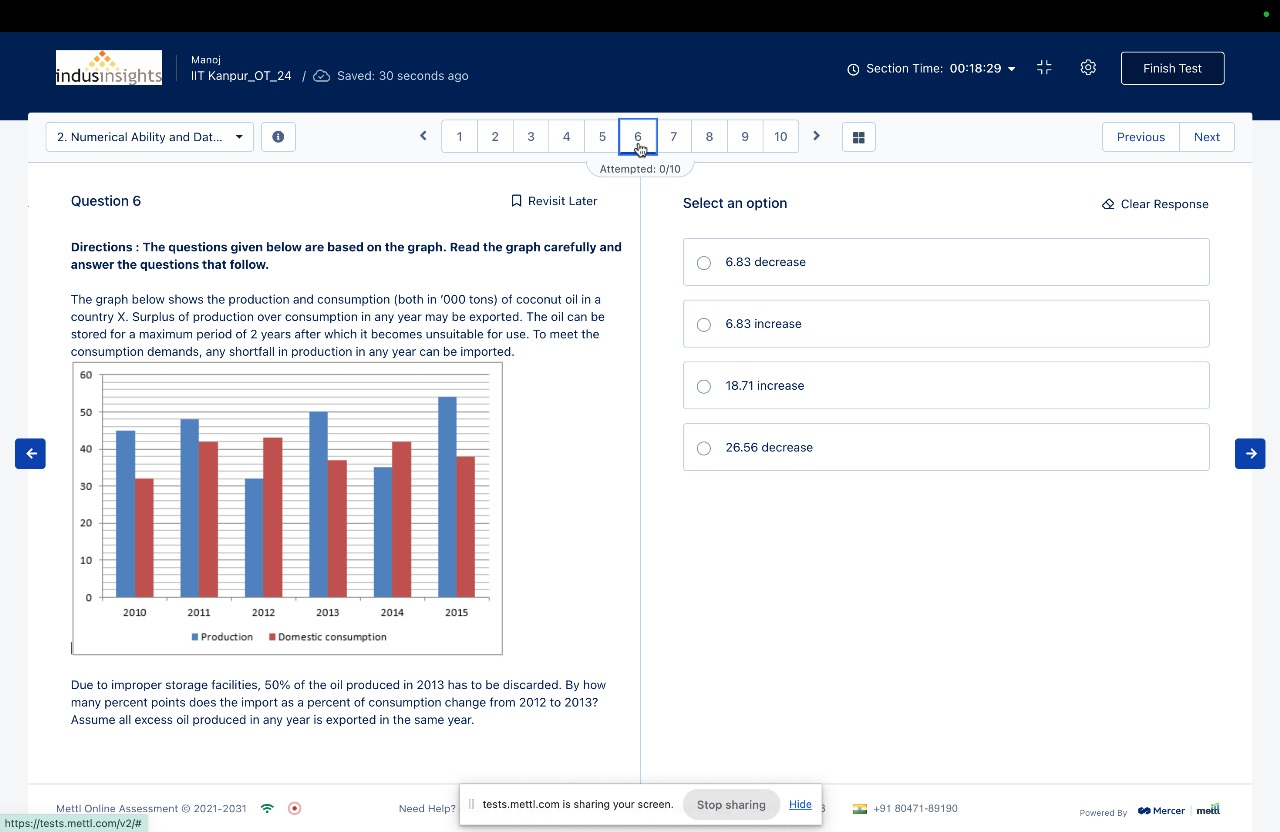 Manoj
indusinsights
IIT Kanpur_OT_24 / Saved: 30 seconds ago
Section Time: 00:18:29
Finish Test
2. Numerical Ability and Dat...
1 2 3 4 5 6 7 8 9 10
Previous Next
Attempted: 0/10
Question 6
Revisit Later
Directions : The questions given below are based on the graph. Read the graph carefully and
answer the questions that follow.
The graph below shows the production and consumption (both in '000 tons) of coconut oil in a
country X. Surplus of production over consumption in any year may be exported. The oil can be
stored for a maximum period of 2 years after which it becomes unsuitable for use. To meet the
consumption demands, any shortfall in production in any year can be imported.
60
50
40
30
20
10
0
2010 2011 2012 2013 2014 2015
Production Domestic consumption
Due to improper storage facilities, 50% of the oil produced in 2013 has to be discarded. By how
many percent points does the import as a percent of consumption change from 2012 to 2013?
Assume all excess oil produced in any year is exported in the same year.
Select an option
Clear Response
6.83 decrease
6.83 increase
18.71 increase
26.56 decrease
Mettl Online Assessment © 2021-2031
Need Help?
tests.mettl.com is sharing your screen.
Stop sharing
Hide
3
+91 80471-89190
Powered By Mercer mettl
https://tests.mettl.com/v2/#